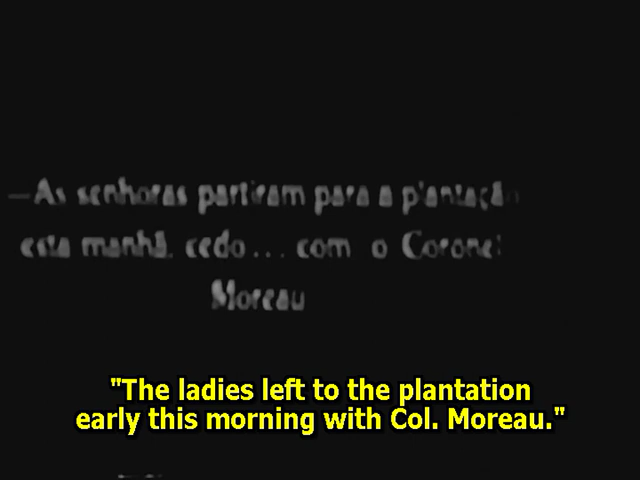 —As senhoras partiram para a plantação
esta manhã, cedo... com o Coronel
Moreau
"The ladies left to the plantation
early this morning with Col. Moreau."